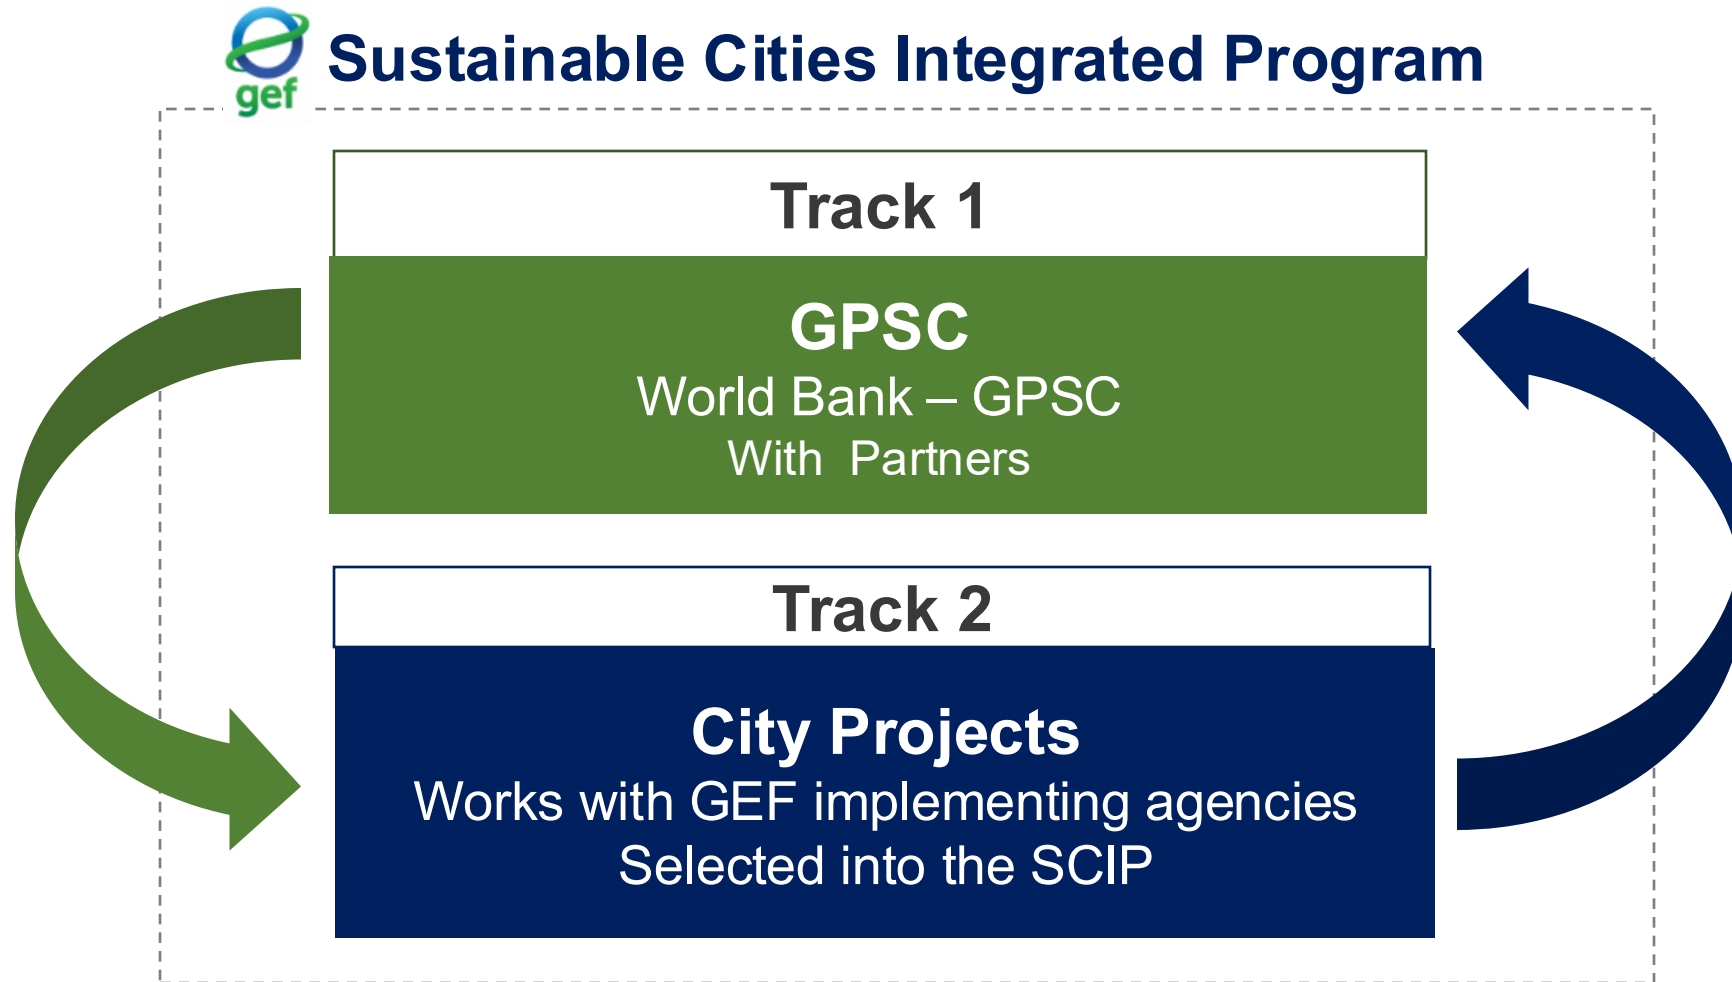 gef
Sustainable Cities Integrated Program
Track 1
GPSC
World Bank – GPSC
With Partners
Track 2
City Projects
Works with GEF implementing agencies
Selected into the SCIP